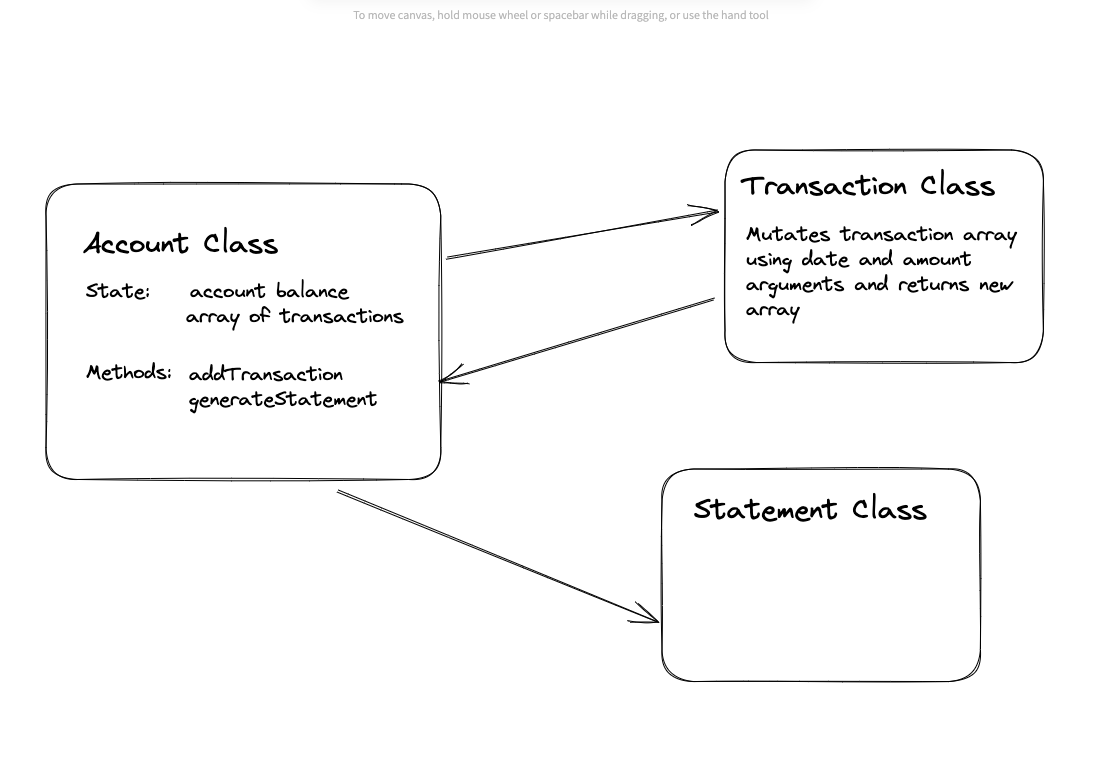 To move canvas, hold mouse wheel or spacebar while dragging, or use the hand tool
Account Class
State: account balance
array of transactions
Methods: addTransaction
generateStatement
Transaction Class
Mutates transaction array
using date and amount
arguments and returns new
array
Statement Class